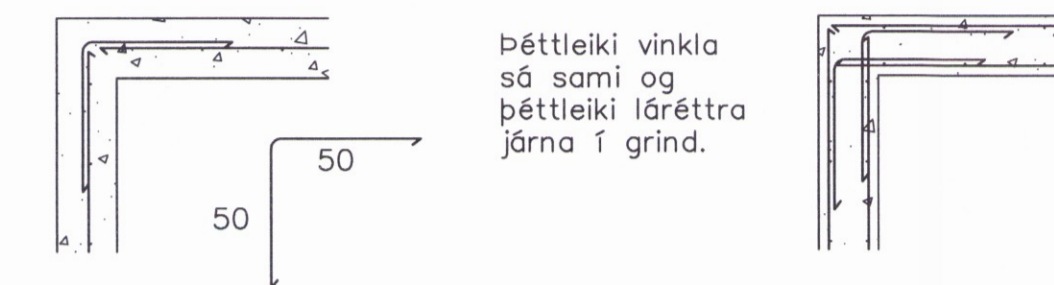 Þéttleiki vinkla
sá sami og
þéttleiki láréttra
járna í grind.
50
50